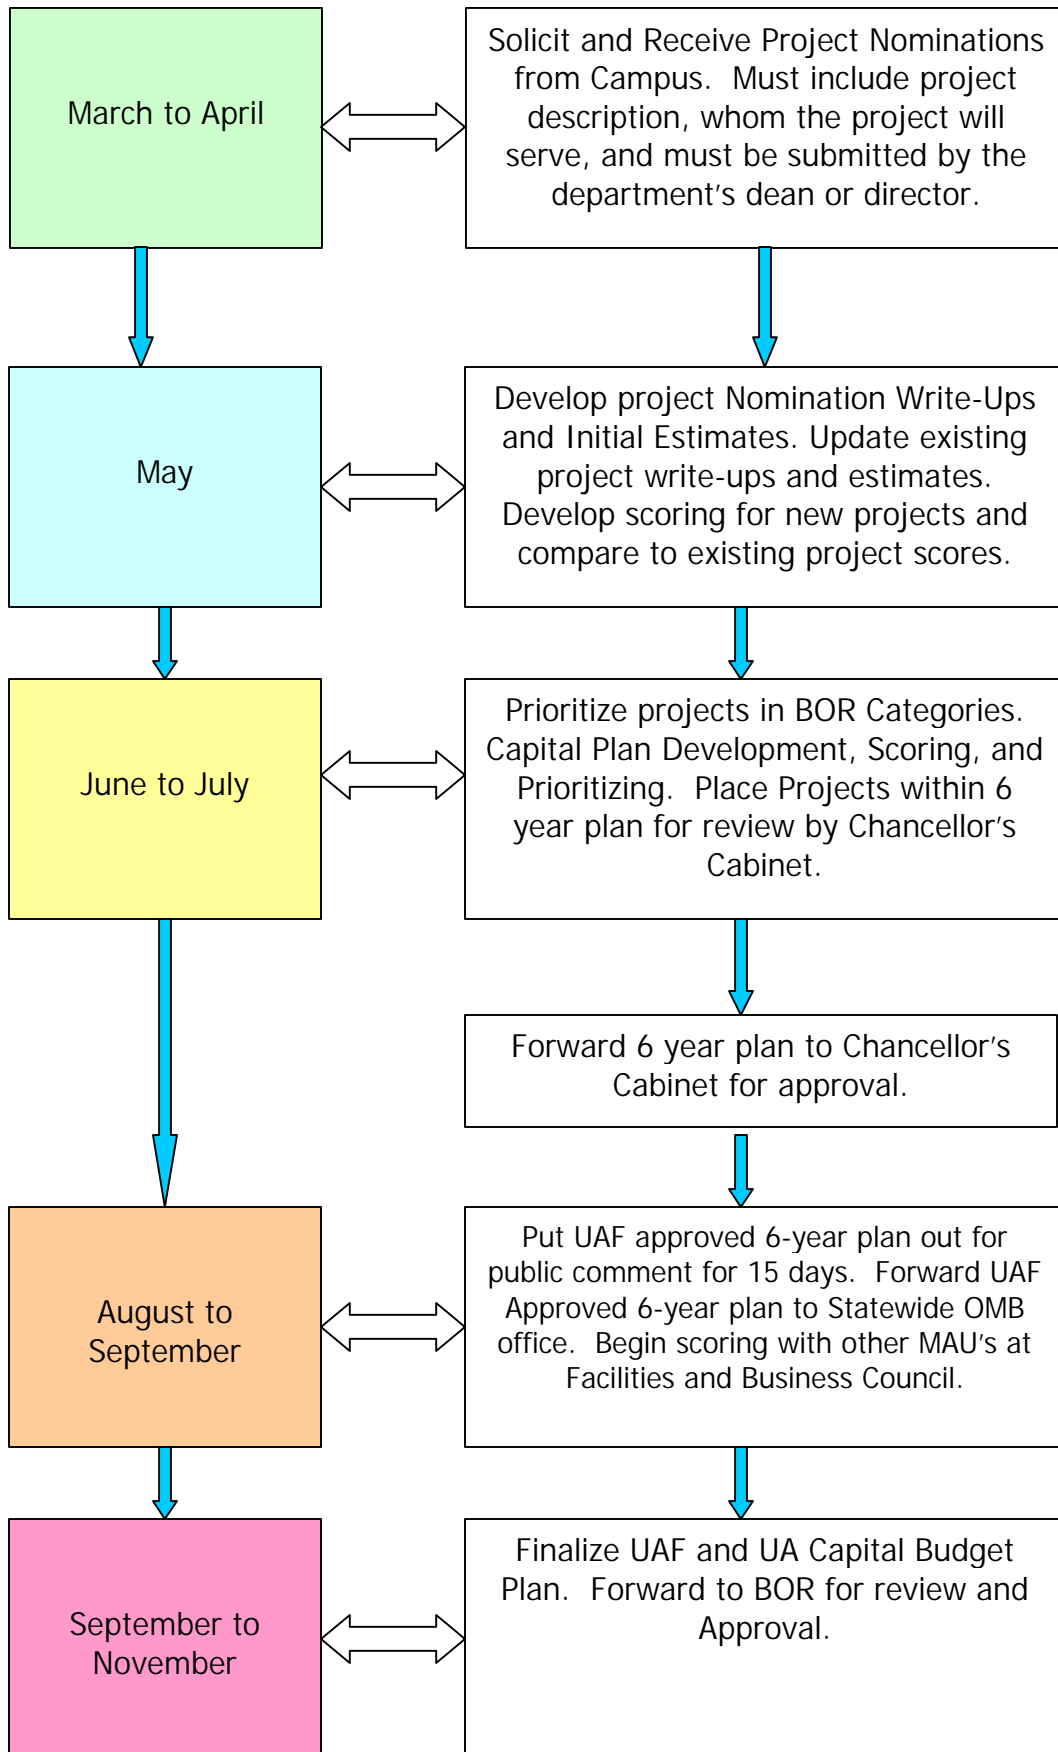 March to April
Solicit and Receive Project Nominations
from Campus.  Must include project
description, whom the project will
serve, and must be submitted by the
department's dean or director.
May
Develop project Nomination Write-Ups
and Initial Estimates. Update existing
project write-ups and estimates.
Develop scoring for new projects and
compare to existing project scores.
June to July
Prioritize projects in BOR Categories.
Capital Plan Development, Scoring, and
Prioritizing.  Place Projects within 6
year plan for review by Chancellor's
Cabinet.
Forward 6 year plan to Chancellor's
Cabinet for approval.
August to
September
Put UAF approved 6-year plan out for
public comment for 15 days.  Forward UAF
Approved 6-year plan to Statewide OMB
office.  Begin scoring with other MAU's at
Facilities and Business Council.
September to
November
Finalize UAF and UA Capital Budget
Plan.  Forward to BOR for review and
Approval.